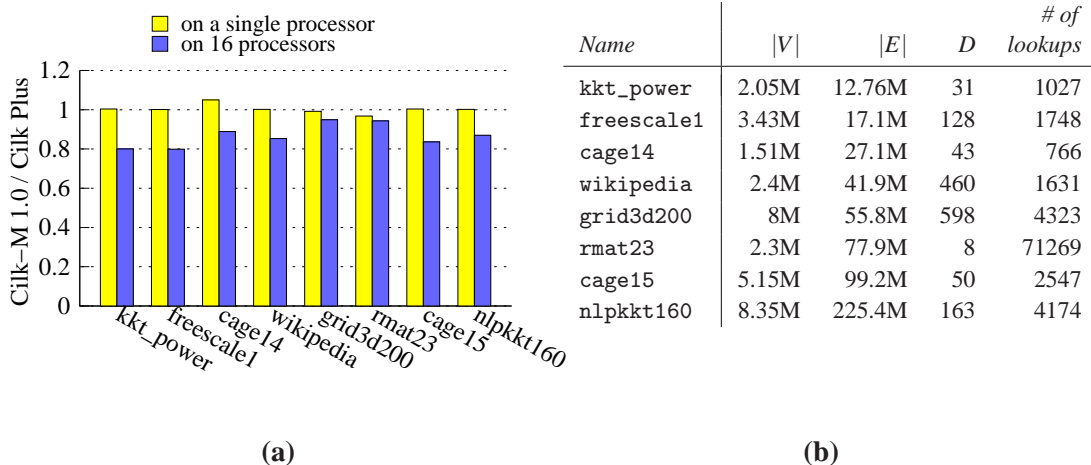 on a single processor
on 16 processors
Cilk–M 1.0 / Cilk Plus
1.2
1
0.8
0.6
0.4
0.2
0
kkt_power
freescale1
cage14
wikipedia
grid3d200
rmat23
cage15
nlpkkt160
(a)
# of
Name |V| |E| D lookups
kkt_power 2.05M 12.76M 31 1027
freescale1 3.43M 17.1M 128 1748
cage14 1.51M 27.1M 43 766
wikipedia 2.4M 41.9M 460 1631
grid3d200 8M 55.8M 598 4323
rmat23 2.3M 77.9M 8 71269
cage15 5.15M 99.2M 50 2547
nlpkkt160 8.35M 225.4M 163 4174
(b)